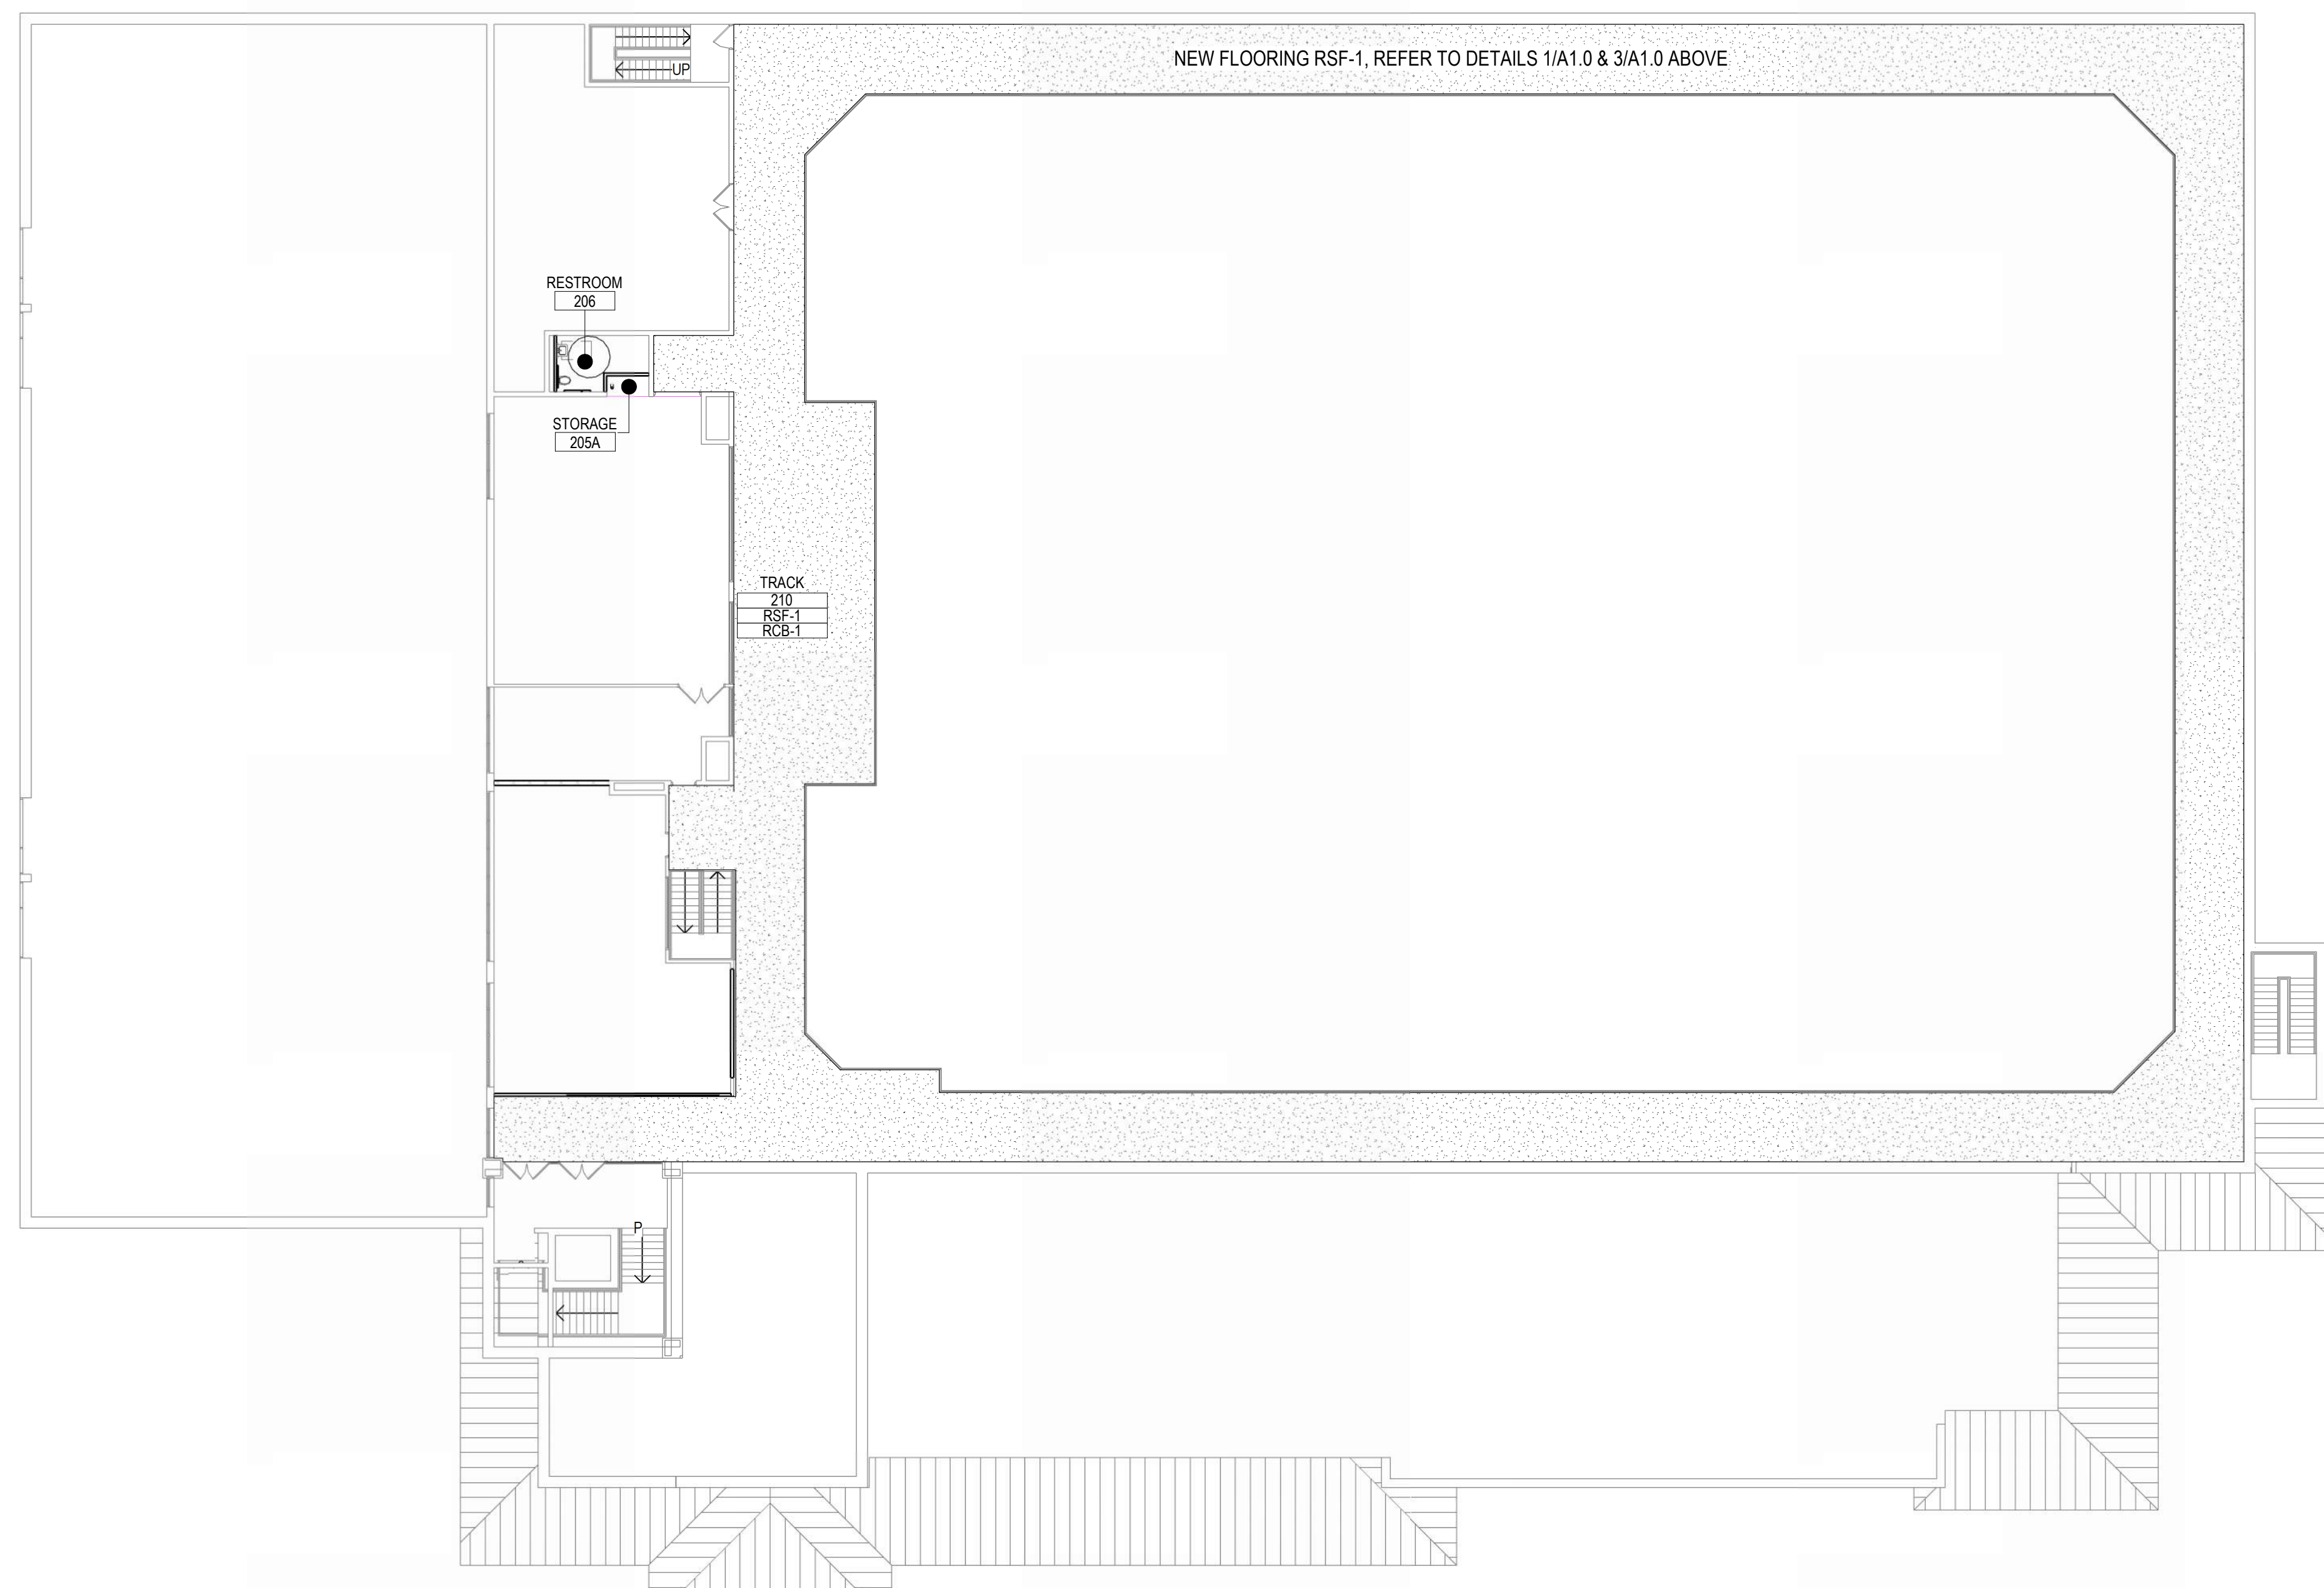 NEW FLOORING RSF-1, REFER TO DETAILS 1/A1.0 & 3/A1.0 ABOVE
UP
RESTROOM
206
STORAGE
205A
TRACK
210
RSF-1
RCB-1
P